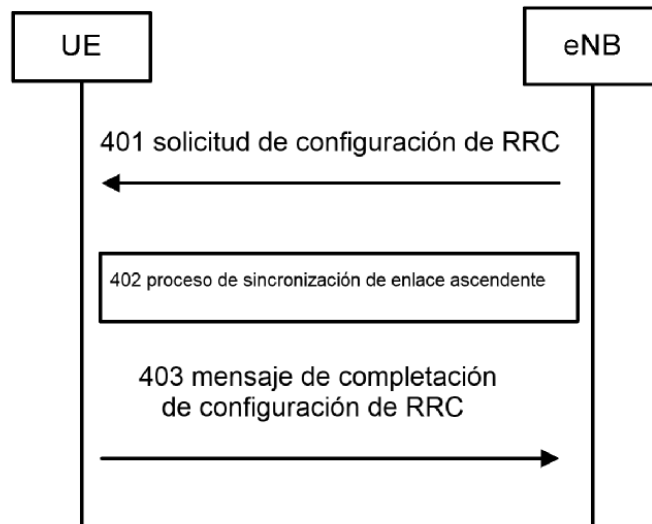 UE
eNB
401 solicitud de configuración de RRC
402 proceso de sincronización de enlace ascendente
403 mensaje de completación
de configuración de RRC